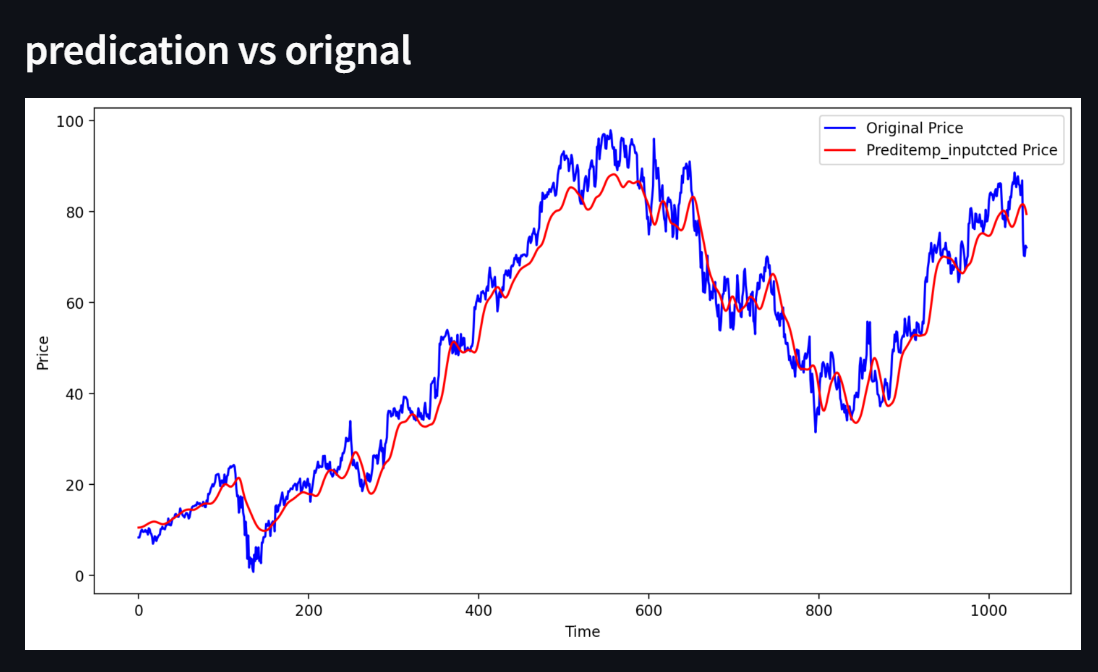 predication vs orignal
Original Price
Preditemp_inputcted Price
100
80
60
40
20
0
Price
0 200 400 600 800 1000
Time